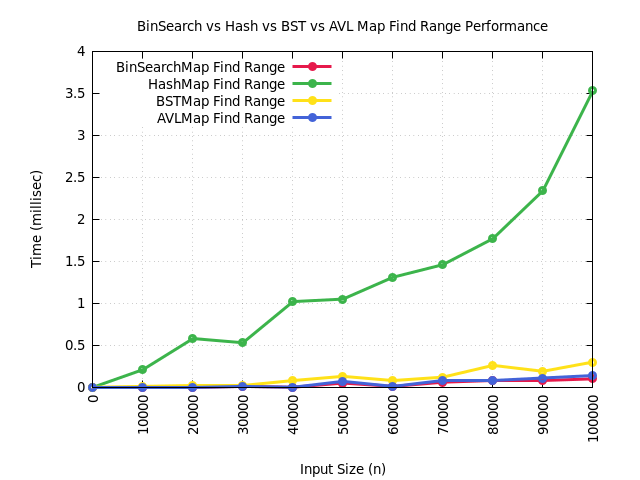 BinSearch vs Hash vs BST vs AVL Map Find Range Performance
4
3.5
3
2.5
2
1.5
1
0.5
0
Time (millisec)
BinSearchMap Find Range
HashMap Find Range
BSTMap Find Range
AVLMap Find Range
0
10000
20000
30000
40000
50000
60000
70000
80000
90000
100000
Input Size (n)